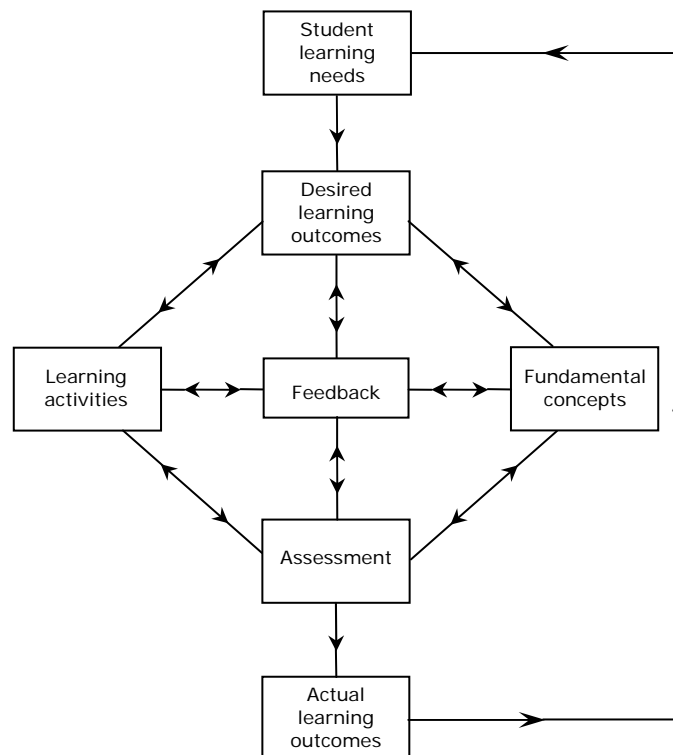 Student
learning
needs
Desired
learning
outcomes
Learning
activities
Feedback
Fundamental
concepts
Assessment
Actual
learning
outcomes